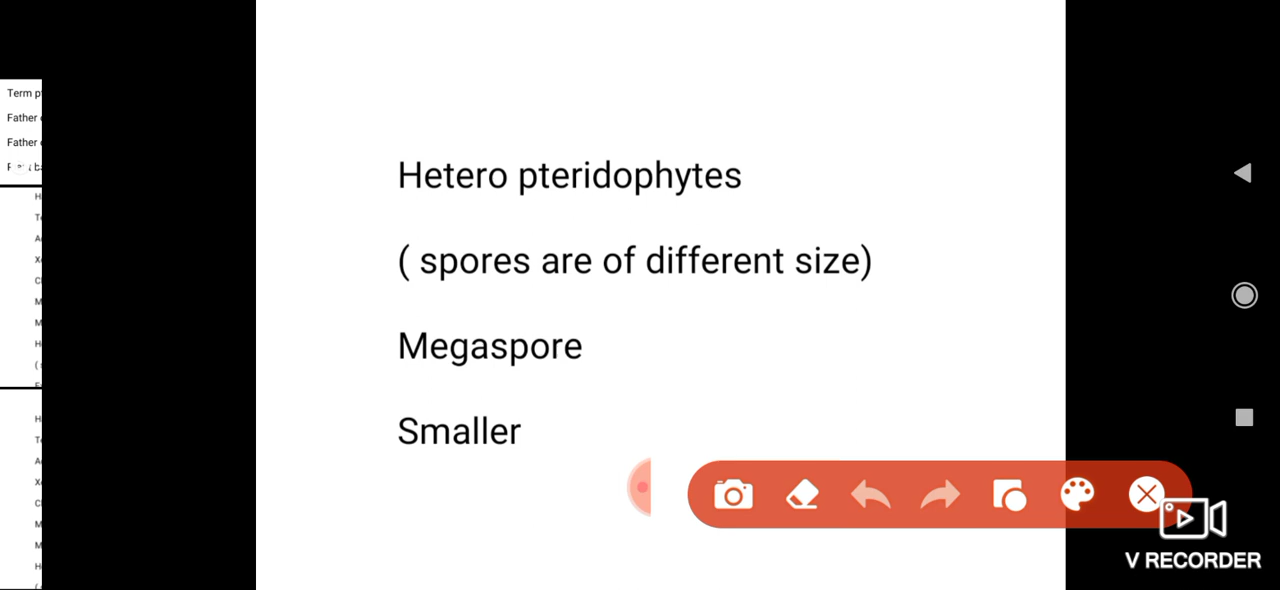 Term
Father
Father
Hetero pteridophytes
( spores are of different size)
Megaspore
Smaller
V RECORDER